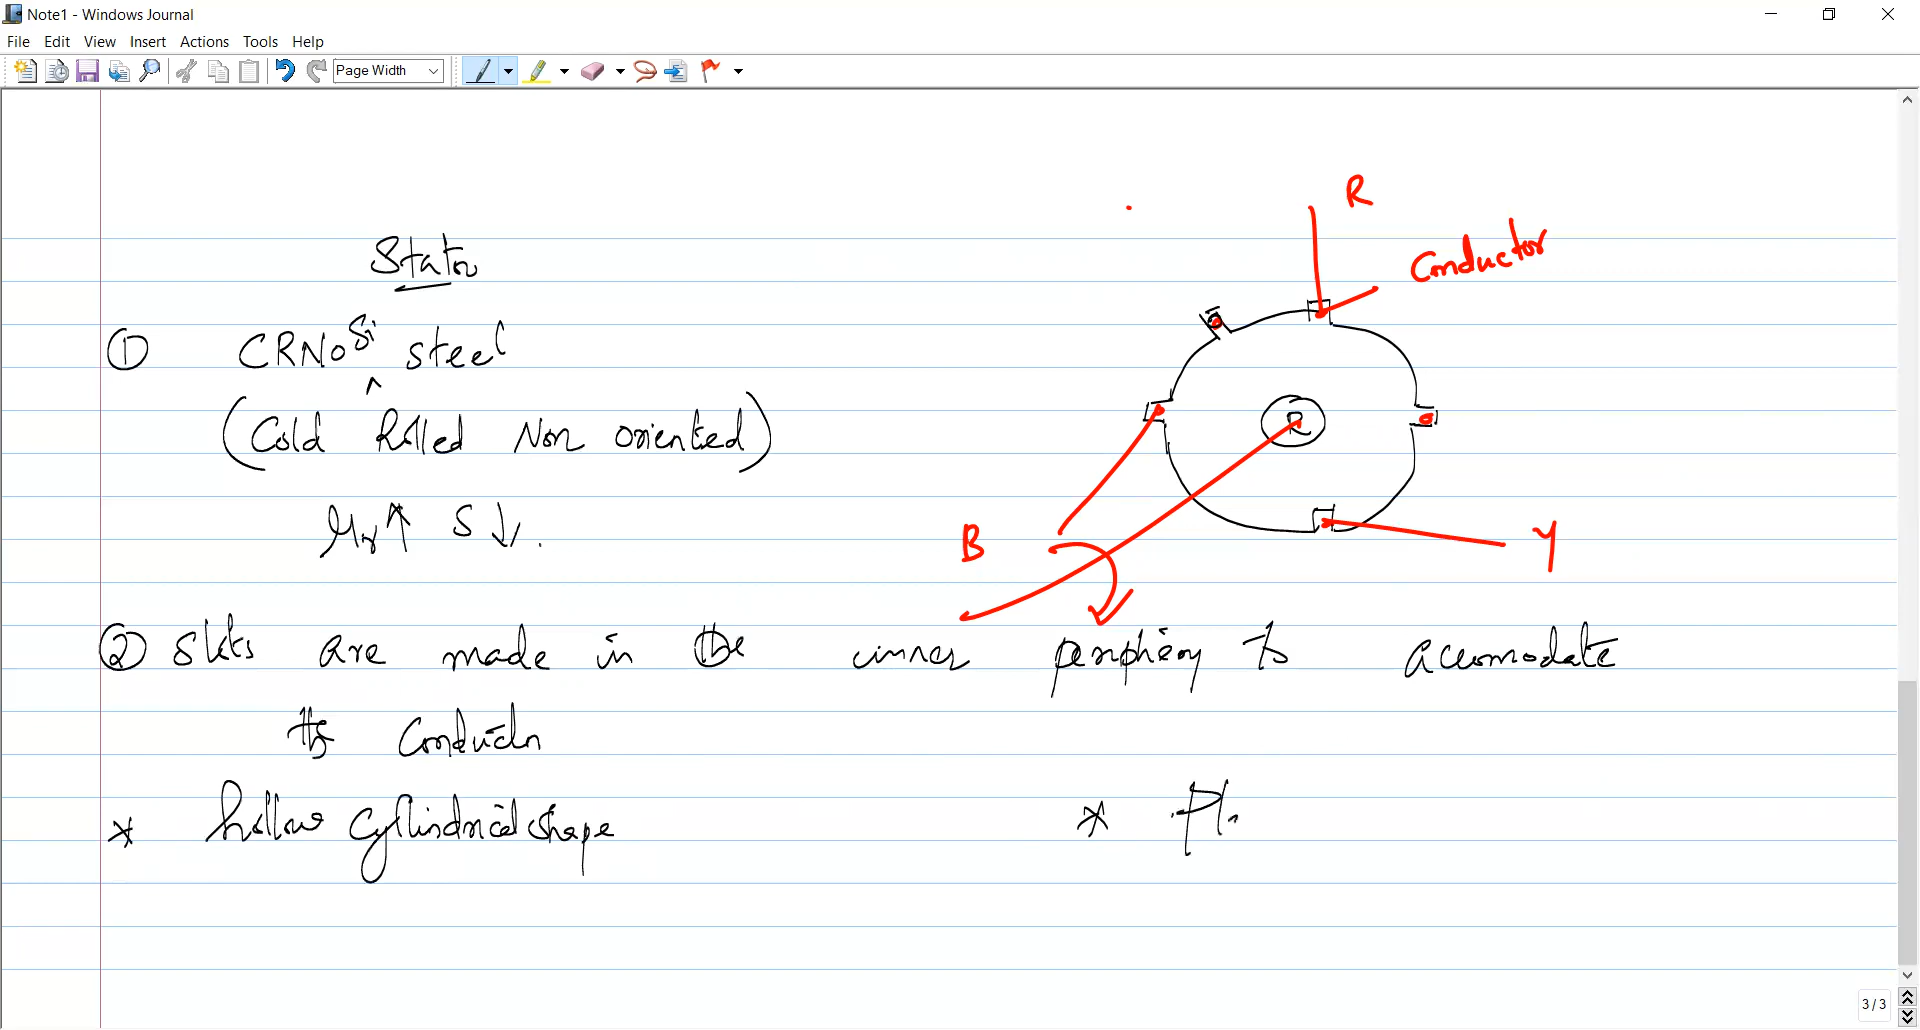 Note1 - Windows Journal
File Edit View Insert Actions Tools Help
Page Width
R
Conductor
Stator
① CRNO Si steel
(Cold Rolled Non oriented)
R
μr↑ S↓.
B
Y
② Slots are made in the inner periphery to accomodate
the Conductor
* hollow Cylindrical shape
*
3 / 3